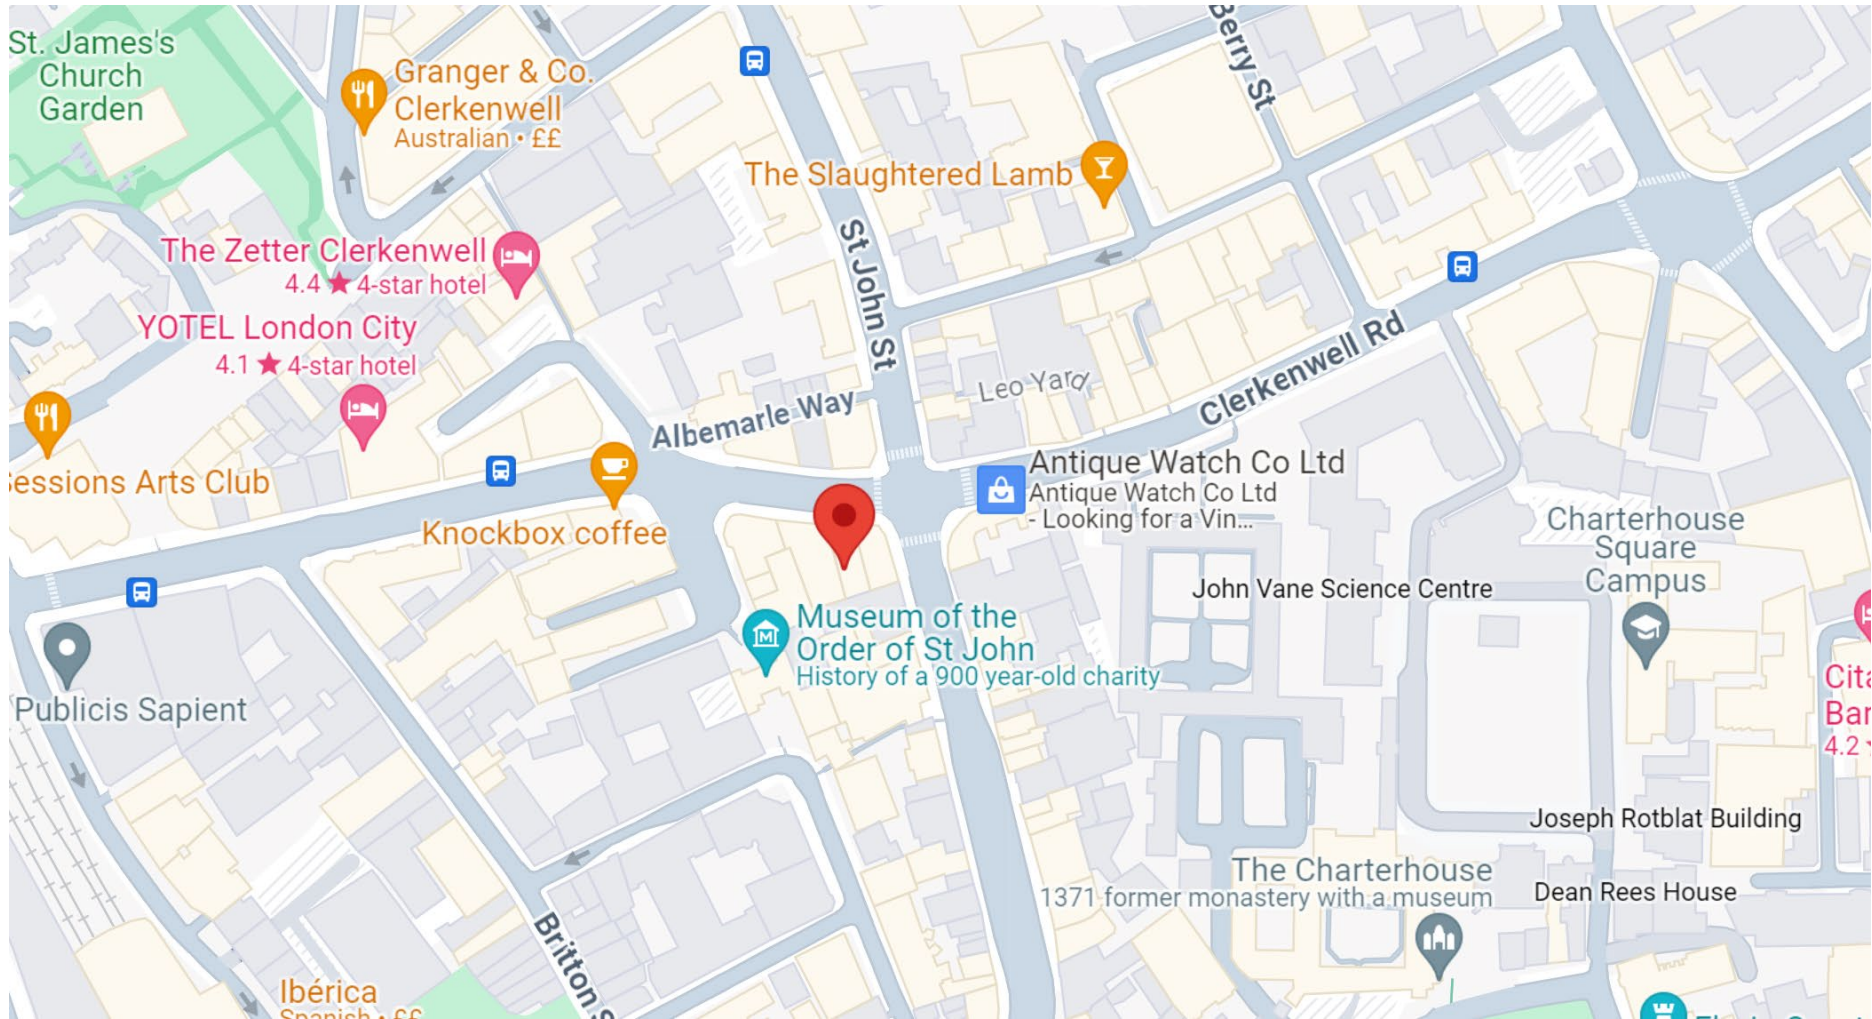 St. James's
Church
Garden
Granger & Co.
Clerkenwell
Australian • ££
Berry St
The Slaughtered Lamb
The Zetter Clerkenwell
4.4 ★ 4-star hotel
St John St
YOTEL London City
4.1 ★ 4-star hotel
Leo Yard
Clerkenwell Rd
Albemarle Way
essions Arts Club
Antique Watch Co Ltd
Antique Watch Co Ltd
- Looking for a Vin...
Knockbox coffee
Charterhouse
Square
Campus
John Vane Science Centre
Museum of the
Order of St John
History of a 900 year-old charity
M
Publicis Sapient
Cita
Bar
4.2
Joseph Rotblat Building
The Charterhouse
1371 former monastery with a museum
Dean Rees House
Britton S
Ibérica
Spanish • ££